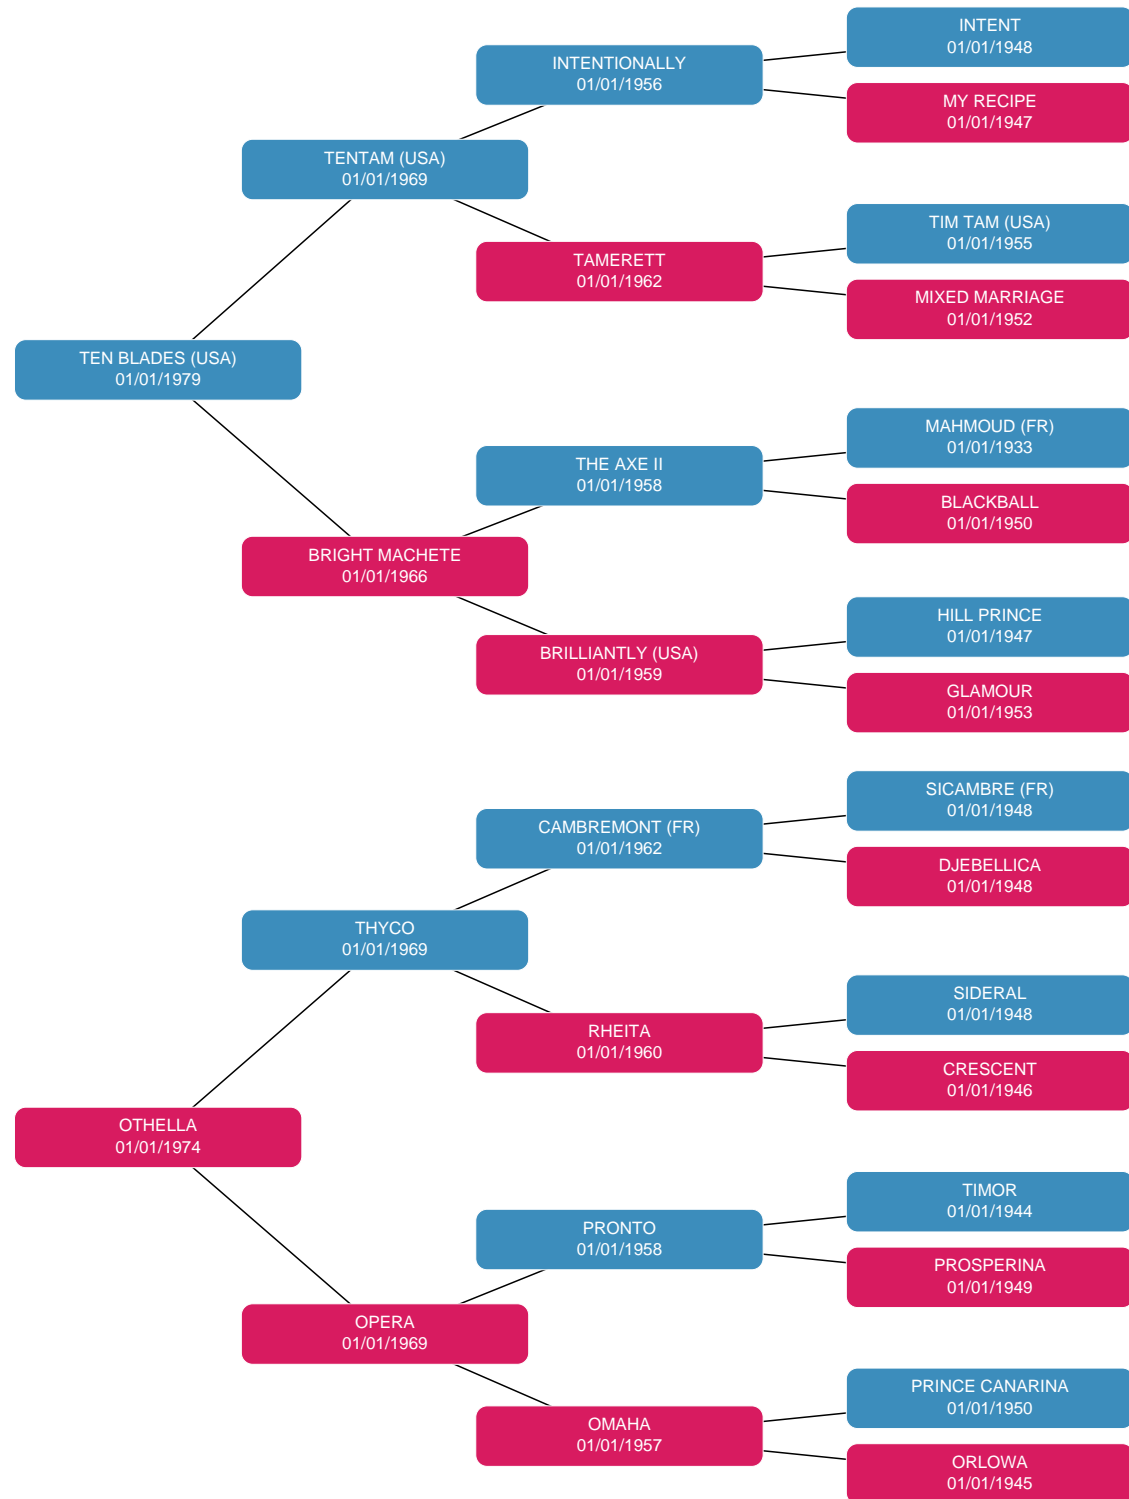 INTENT
01/01/1948
INTENTIONALLY
01/01/1956
MY RECIPE
01/01/1947
TENTAM (USA)
01/01/1969
TIM TAM (USA)
01/01/1955
TAMERETT
01/01/1962
MIXED MARRIAGE
01/01/1952
TEN BLADES (USA)
01/01/1979
MAHMOUD (FR)
01/01/1933
THE AXE II
01/01/1958
BLACKBALL
01/01/1950
BRIGHT MACHETE
01/01/1966
HILL PRINCE
01/01/1947
BRILLIANTLY (USA)
01/01/1959
GLAMOUR
01/01/1953
SICAMBRE (FR)
01/01/1948
CAMBREMONT (FR)
01/01/1962
DJEBELLICA
01/01/1948
THYCO
01/01/1969
SIDERAL
01/01/1948
RHEITA
01/01/1960
CRESCENT
01/01/1946
OTHELLA
01/01/1974
TIMOR
01/01/1944
PRONTO
01/01/1958
PROSPERINA
01/01/1949
OPERA
01/01/1969
PRINCE CANARINA
01/01/1950
OMAHA
01/01/1957
ORLOWA
01/01/1945